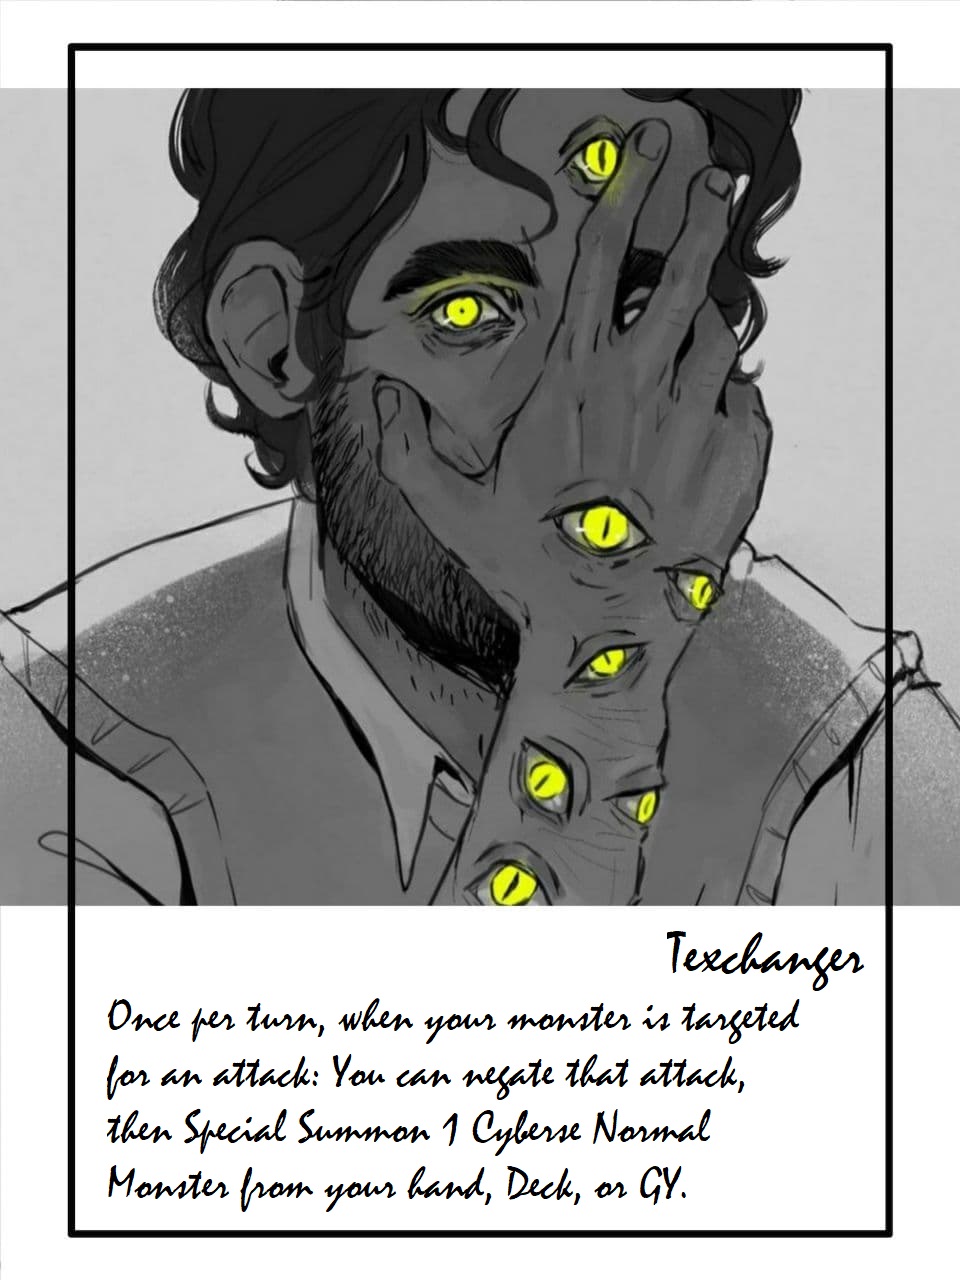 Texchanger
Once per turn, when your monster is targeted
for an attack: You can negate that attack,
then Special Summon 1 Cyberse Normal
Monster from your hand, Deck, or GY.